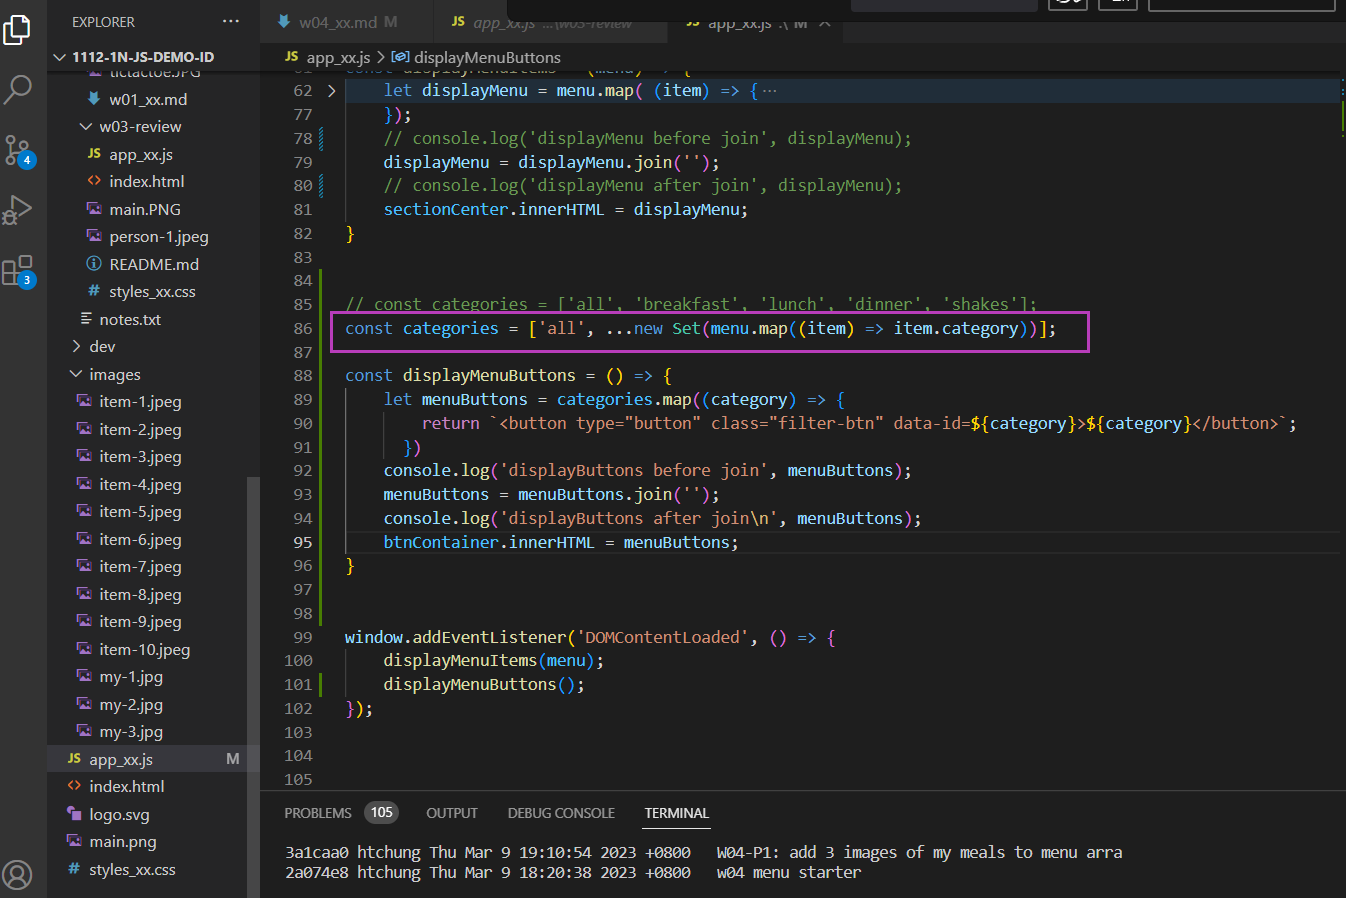 EXPLORER
1112-1N-JS-DEMO-ID
tictactoe.JPG
w01_xx.md
w03-review
JS app_xx.js
<> index.html
main.PNG
person-1.jpeg
README.md
# styles_xx.css
notes.txt
dev
images
item-1.jpeg
item-2.jpeg
item-3.jpeg
item-4.jpeg
item-5.jpeg
item-6.jpeg
item-7.jpeg
item-8.jpeg
item-9.jpeg
item-10.jpeg
my-1.jpg
my-2.jpg
my-3.jpg
JS app_xx.js M
<> index.html
logo.svg
main.png
# styles_xx.css
4
3
w04_xx.md M
JS app_xx.js ...\w03-review
JS app_xx.js .\ M
JS app_xx.js > displayMenuButtons
61 const displayMenuItems = (menu) => {
62 let displayMenu = menu.map( (item) => {···
77 });
78 // console.log('displayMenu before join', displayMenu);
79 displayMenu = displayMenu.join('');
80 // console.log('displayMenu after join', displayMenu);
81 sectionCenter.innerHTML = displayMenu;
82 }
83
84
85 // const categories = ['all', 'breakfast', 'lunch', 'dinner', 'shakes'];
86 const categories = ['all', ...new Set(menu.map((item) => item.category))];
87
88 const displayMenuButtons = () => {
89 let menuButtons = categories.map((category) => {
90 return `<button type="button" class="filter-btn" data-id=${category}>${category}</button>`;
91 })
92 console.log('displayButtons before join', menuButtons);
93 menuButtons = menuButtons.join('');
94 console.log('displayButtons after join\n', menuButtons);
95 btnContainer.innerHTML = menuButtons;
96 }
97
98
99 window.addEventListener('DOMContentLoaded', () => {
100 displayMenuItems(menu);
101 displayMenuButtons();
102 });
103
104
105
PROBLEMS 105 OUTPUT DEBUG CONSOLE TERMINAL
3a1caa0 htchung Thu Mar 9 19:10:54 2023 +0800 W04-P1: add 3 images of my meals to menu arra
2a074e8 htchung Thu Mar 9 18:20:38 2023 +0800 w04 menu starter